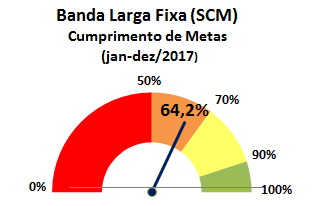 Banda Larga Fixa (SCM)
Cumprimento de Metas
(jan-dez/2017)
50%
64,2%
70%
90%
0%
100%